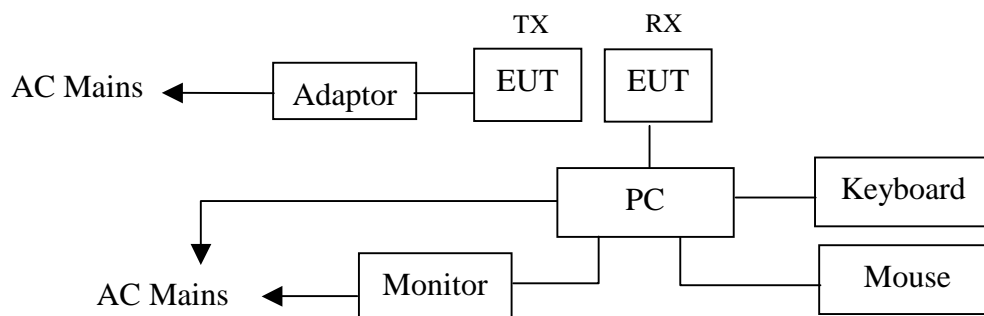 TX RX
AC Mains Adaptor EUT EUT
PC Keyboard
AC Mains Monitor Mouse